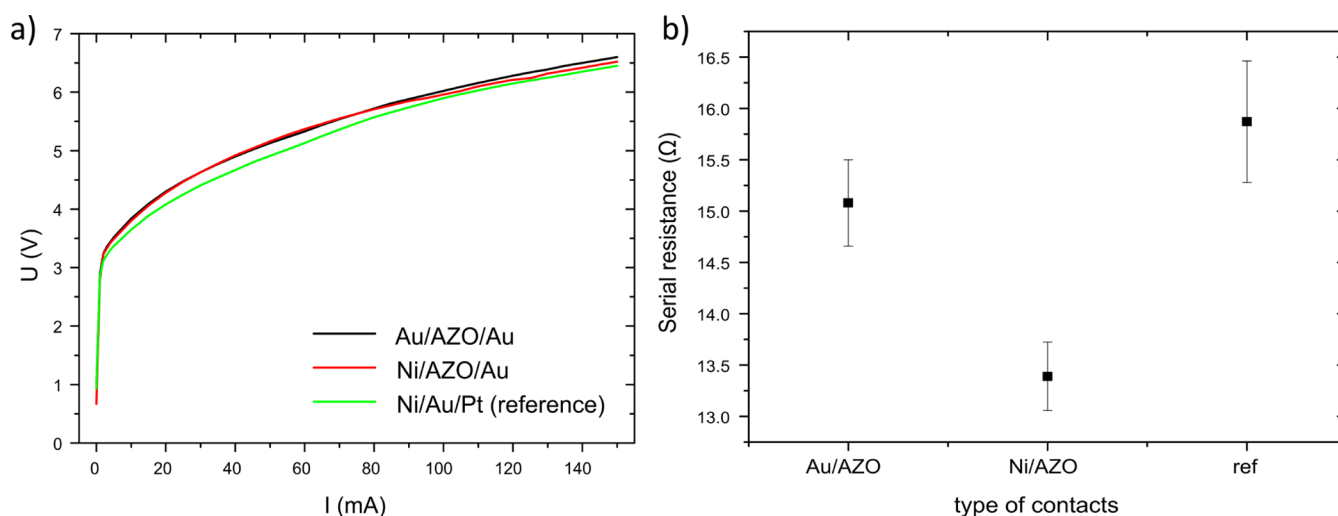 a)
7
6
5
4
3
2
1
0
U (V)
0 20 40 60 80 100 120 140
I (mA)
Au/AZO/Au
Ni/AZO/Au
Ni/Au/Pt (reference)
b)
16.5
16.0
15.5
15.0
14.5
14.0
13.5
13.0
Serial resistance (Ω)
Au/AZO Ni/AZO ref
type of contacts